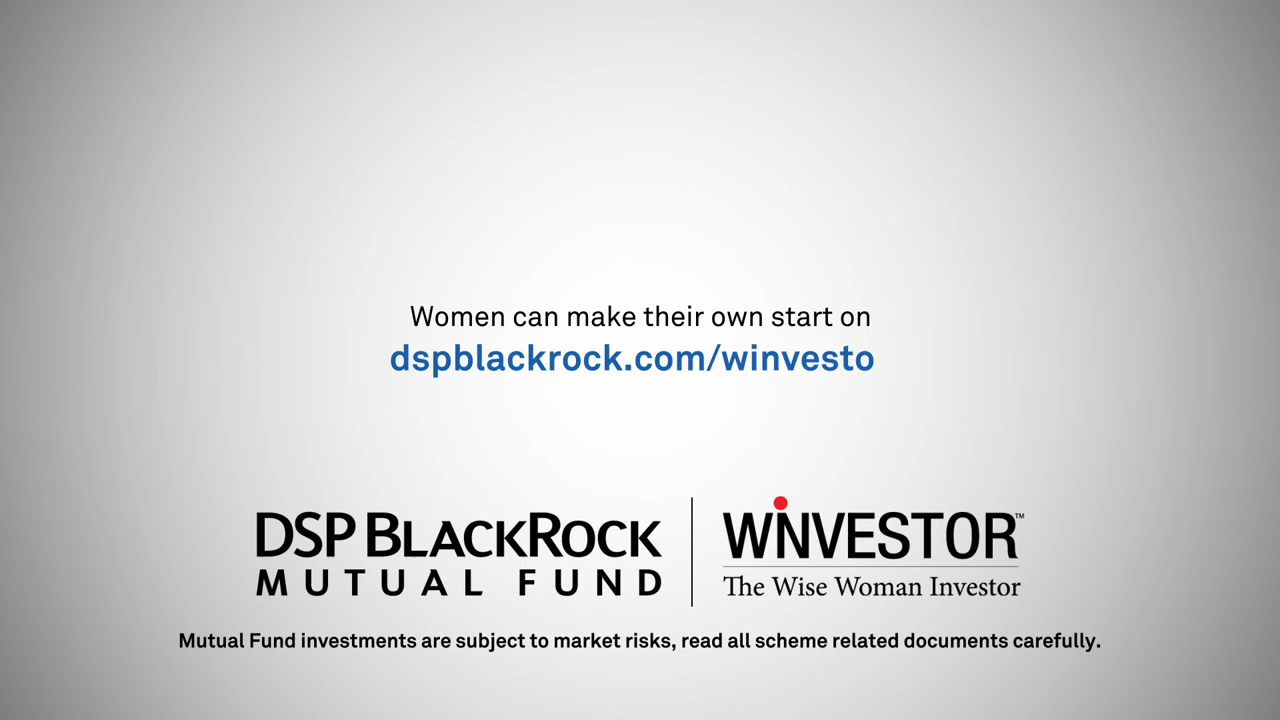 Women can make their own start on
dspblackrock.com/winvesto
DSP BLACKROCK
MUTUAL FUND
WINVESTOR™
The Wise Woman Investor
Mutual Fund investments are subject to market risks, read all scheme related documents carefully.